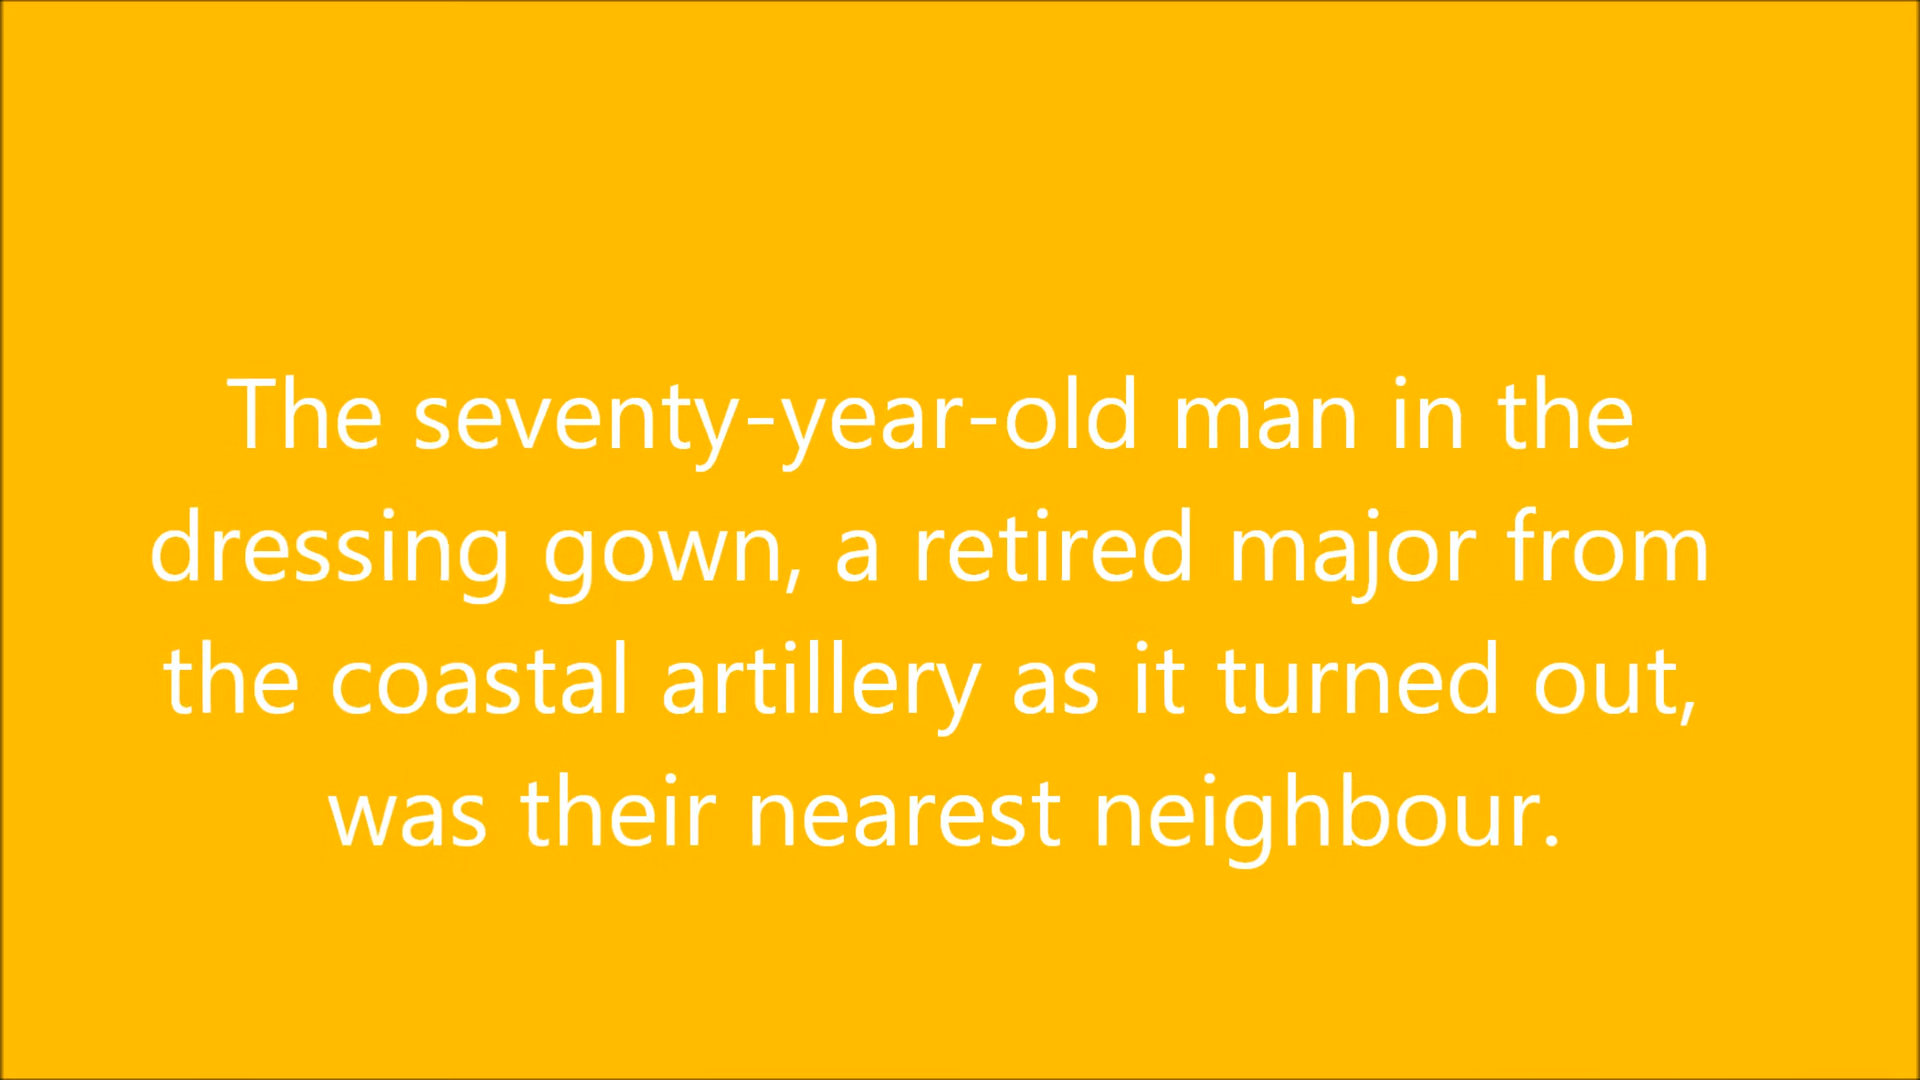 The seventy-year-old man in the
dressing gown, a retired major from
the coastal artillery as it turned out,
was their nearest neighbour.